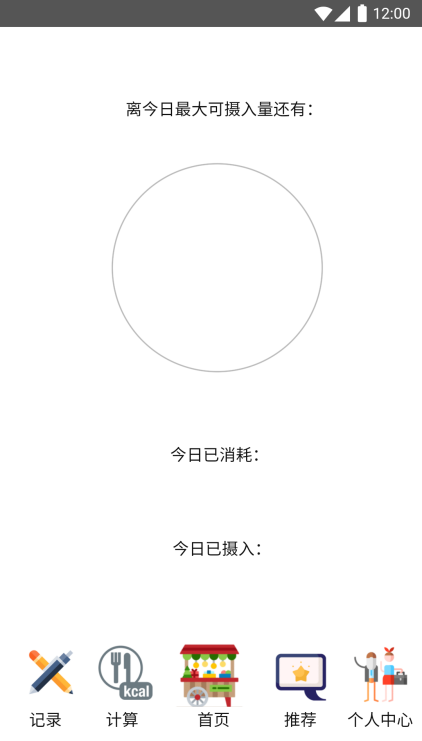 12:00
离今日最大可摄入量还有：
今日已消耗：
今日已摄入：
kcal
记录
计算
首页
推荐
个人中心